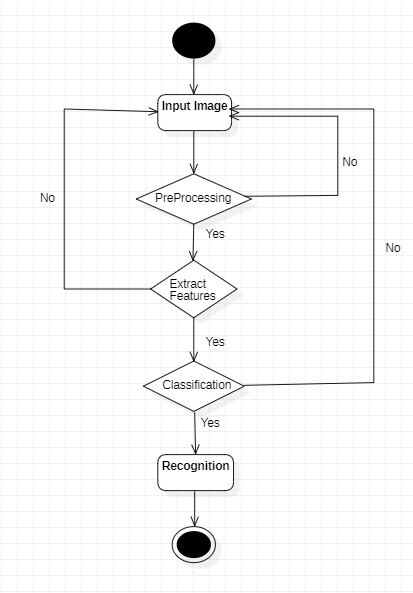 Input Image
No
PreProcessing
No
Yes
No
Extract
Features
Yes
Classification
Yes
Recognition